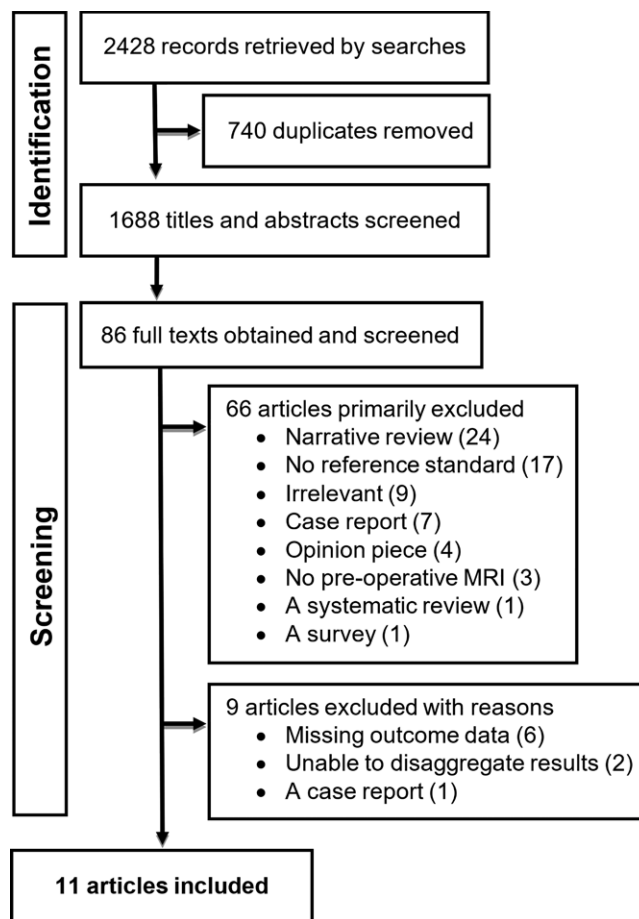 Identification
2428 records retrieved by searches
740 duplicates removed
1688 titles and abstracts screened
Screening
86 full texts obtained and screened
66 articles primarily excluded
• Narrative review (24)
• No reference standard (17)
• Irrelevant (9)
• Case report (7)
• Opinion piece (4)
• No pre-operative MRI (3)
• A systematic review (1)
• A survey (1)
9 articles excluded with reasons
• Missing outcome data (6)
• Unable to disaggregate results (2)
• A case report (1)
11 articles included